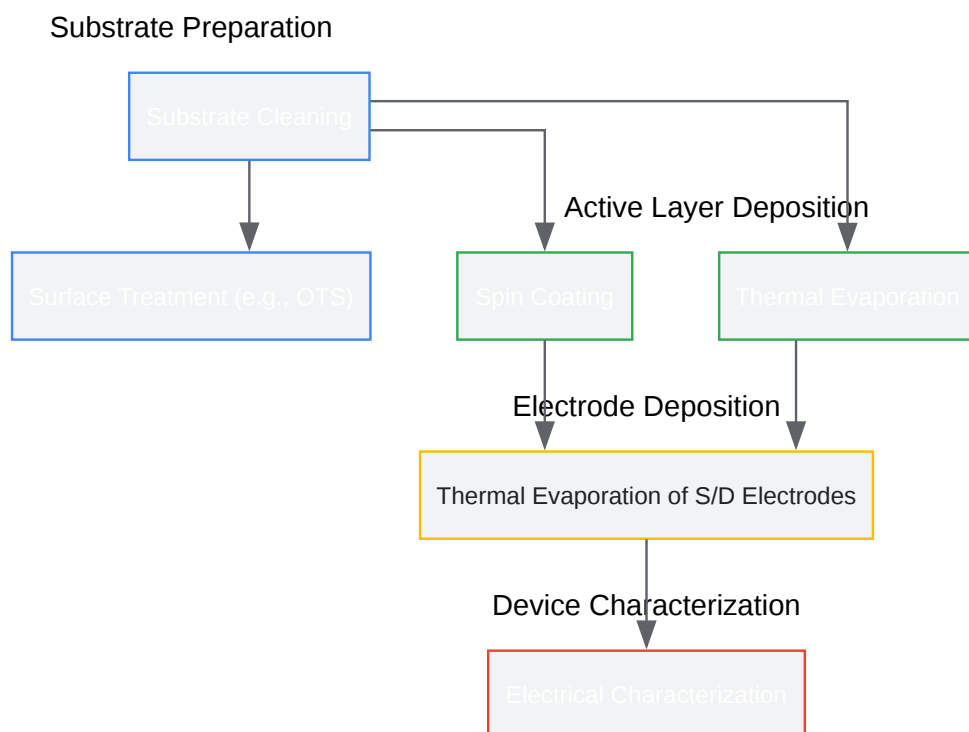 Substrate Preparation
Substrate Cleaning
Active Layer Deposition
Surface Treatment (e.g., OTS)
Spin Coating
Thermal Evaporation
Electrode Deposition
Thermal Evaporation of S/D Electrodes
Device Characterization
Electrical Characterization